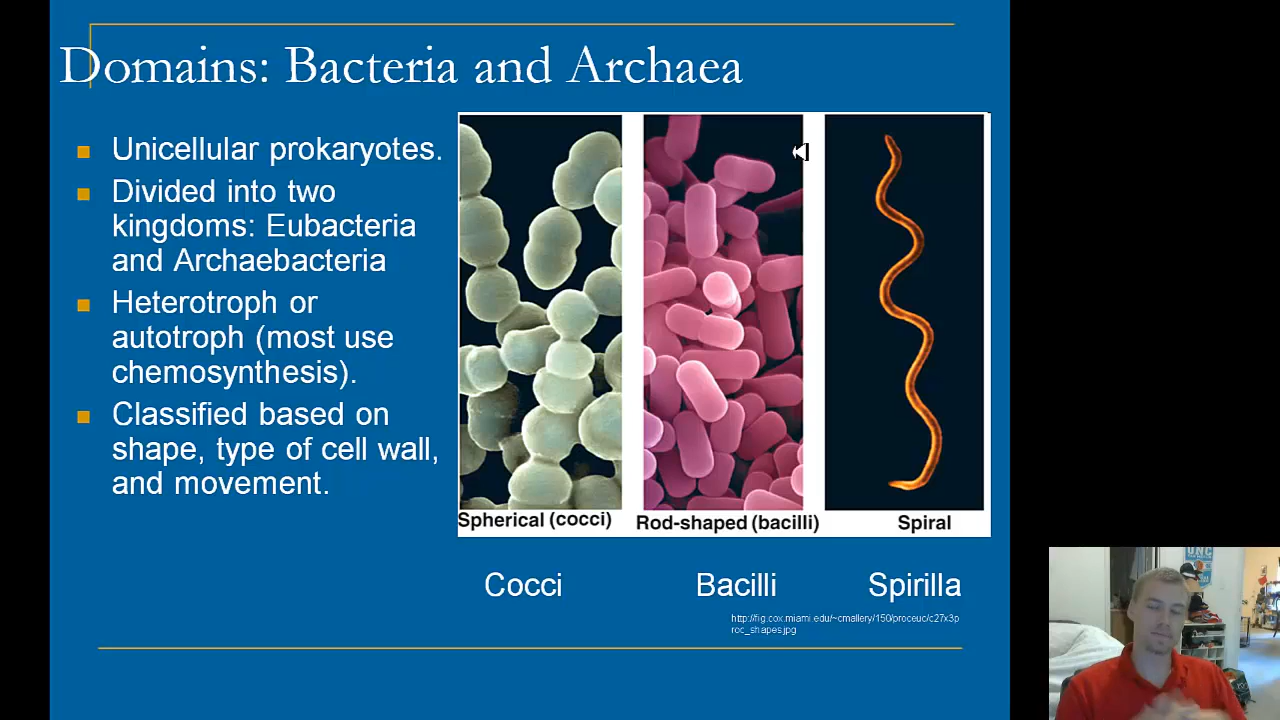 Domains: Bacteria and Archaea
Unicellular prokaryotes.
Divided into two
kingdoms: Eubacteria
and Archaebacteria
Heterotroph or
autotroph (most use
chemosynthesis).
Classified based on
shape, type of cell wall,
and movement.
Spherical (cocci)
Rod-shaped (bacilli)
Spiral
Cocci
Bacilli
Spirilla
http://fig.cox.miami.edu/~cmallery/150/proceuc/c27x3p
roc_shapes.jpg
UNC